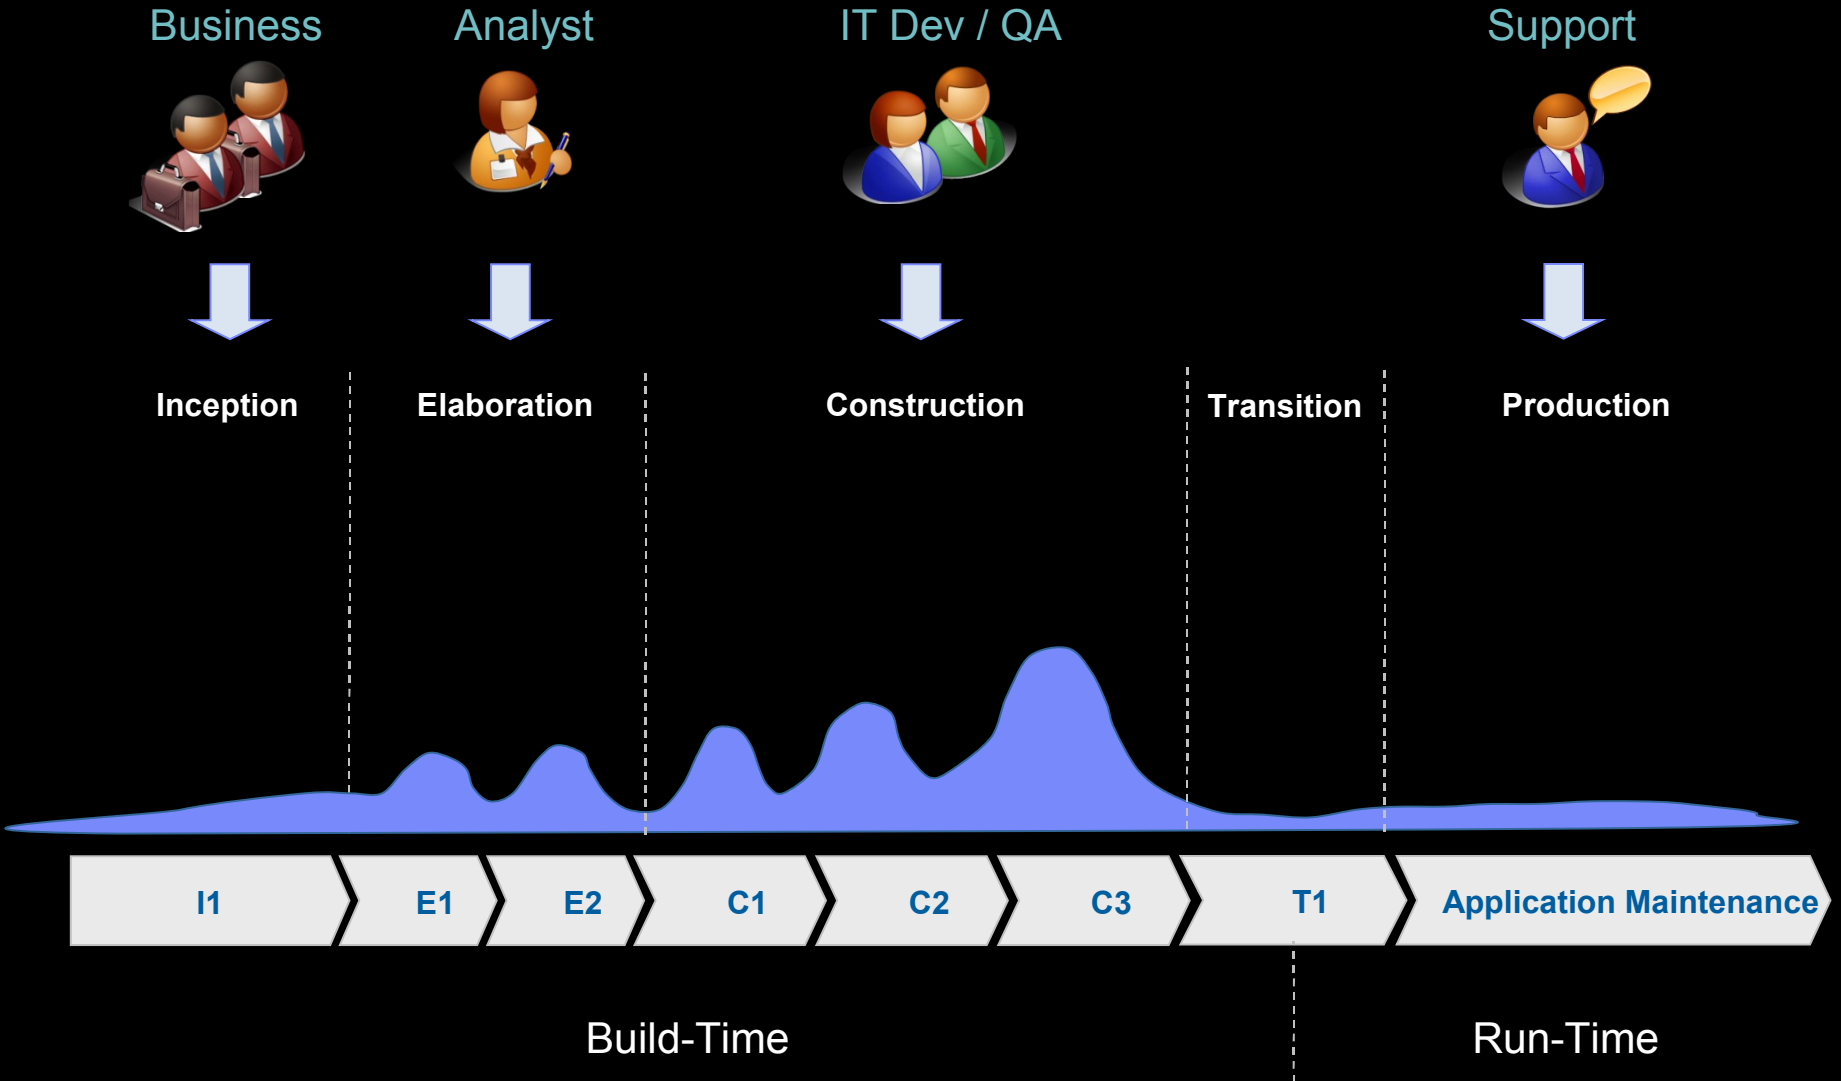 Business
Analyst
IT Dev / QA
Support
Inception
Elaboration
Construction
Transition
Production
I1
E1
E2
C1
C2
C3
T1
Application Maintenance
Build-Time
Run-Time